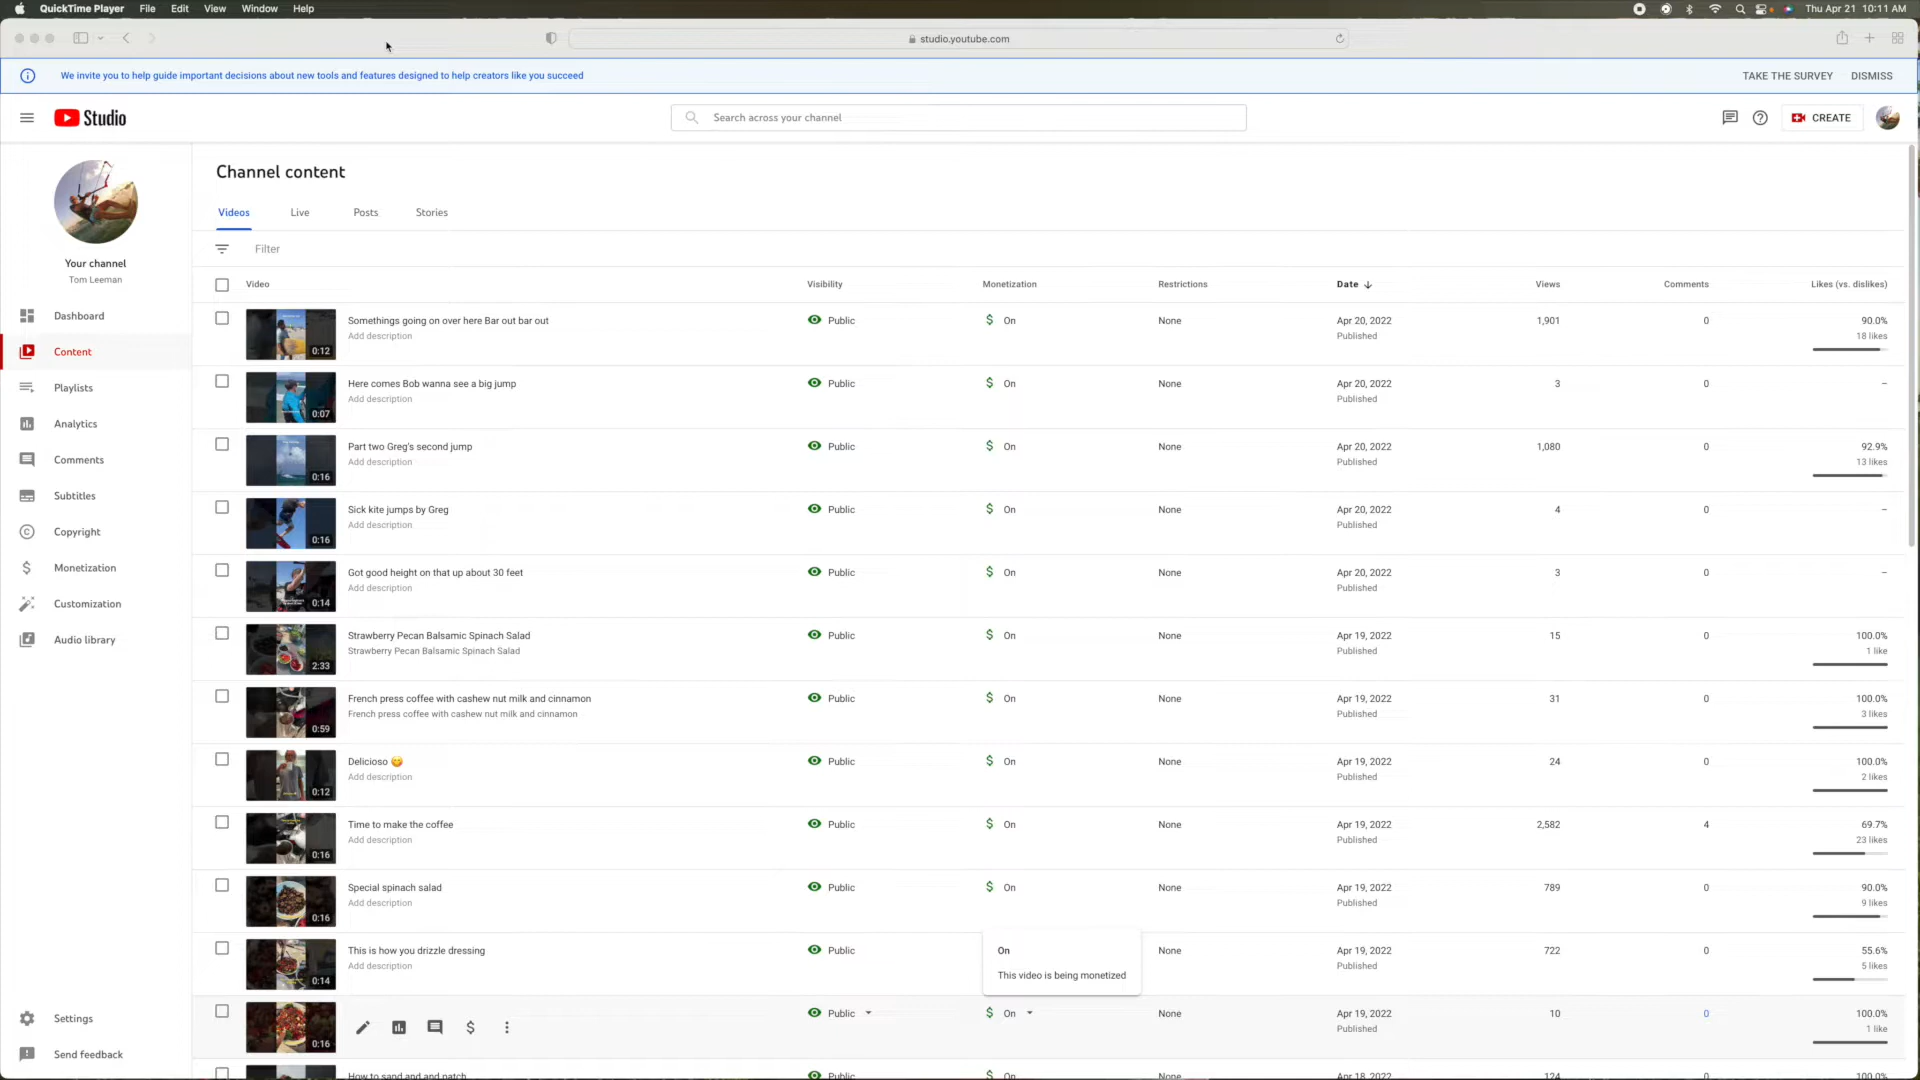 QuickTime Player File Edit View Window Help Thu Apr 21 10:11 AM
studio.youtube.com
We invite you to help guide important decisions about new tools and features designed to help creators like you succeed TAKE THE SURVEY DISMISS
Studio Search across your channel CREATE
Channel content
Videos Live Posts Stories
Filter
Your channel
Tom Leeman
Dashboard
Content
Playlists
Analytics
Comments
Subtitles
Copyright
Monetization
Customization
Audio library
Settings
Send feedback
Video Visibility Monetization Restrictions Date Views Comments Likes (vs. dislikes)
Somethings going on over here Bar out bar out Public $ On None Apr 20, 2022 1,901 0 90.0%
Add description Published 18 likes
0:12
Here comes Bob wanna see a big jump Public $ On None Apr 20, 2022 3 0 –
Add description Published
0:07
Part two Greg's second jump Public $ On None Apr 20, 2022 1,080 0 92.9%
Add description Published 13 likes
0:16
Sick kite jumps by Greg Public $ On None Apr 20, 2022 4 0 –
Add description Published
0:16
Got good height on that up about 30 feet Public $ On None Apr 20, 2022 3 0 –
Add description Published
0:14
Strawberry Pecan Balsamic Spinach Salad Public $ On None Apr 19, 2022 15 0 100.0%
Strawberry Pecan Balsamic Spinach Salad Published 1 like
2:33
French press coffee with cashew nut milk and cinnamon Public $ On None Apr 19, 2022 31 0 100.0%
French press coffee with cashew nut milk and cinnamon Published 3 likes
0:59
Delicioso 😋 Public $ On None Apr 19, 2022 24 0 100.0%
Add description Published 2 likes
0:12
Time to make the coffee Public $ On None Apr 19, 2022 2,582 4 69.7%
Add description Published 23 likes
0:16
Special spinach salad Public $ On None Apr 19, 2022 789 0 90.0%
Add description Published 9 likes
0:16
This is how you drizzle dressing Public On None Apr 19, 2022 722 0 55.6%
Add description This video is being monetized Published 5 likes
0:14
Public $ On None Apr 19, 2022 10 0 100.0%
Published 1 like
0:16
How to sand and and patch Public $ On None Apr 18, 2022 124 0 100.0%